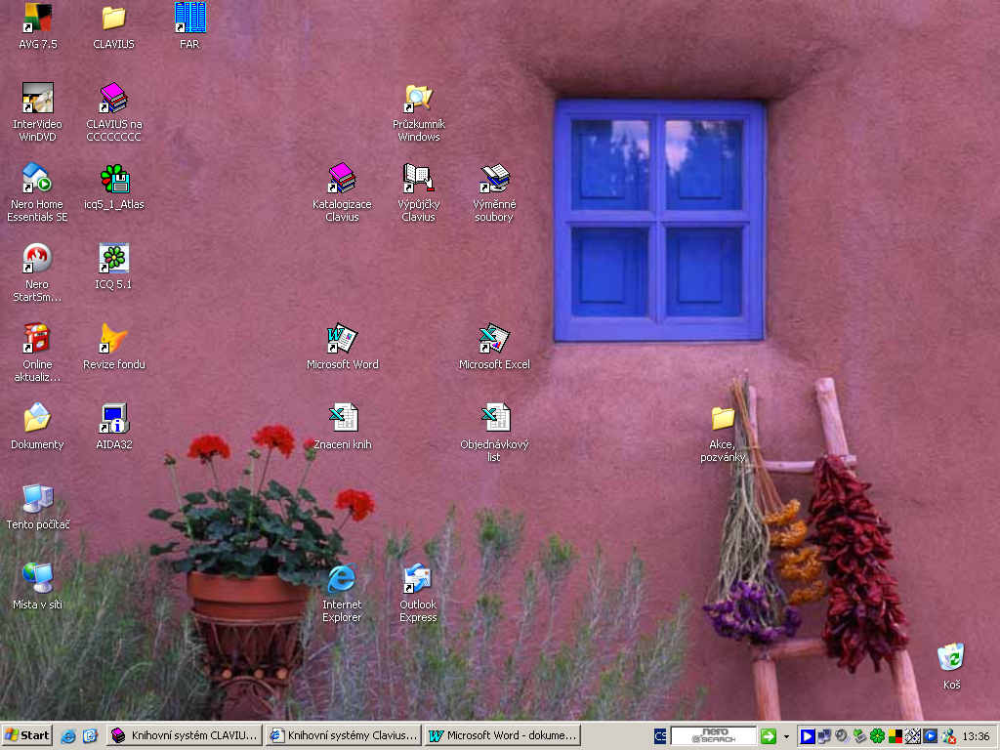 AVG 7.5
CLAVIUS
FAR
InterVideo
WinDVD
CLAVIUS na
CCCCCCCC
Průzkumník
Windows
Nero Home
Essentials SE
icq5_1_Atlas
Katalogizace
Clavius
Výpůjčky
Clavius
Výměnné
soubory
Nero
StartSm...
ICQ 5.1
Online
aktualiz...
Revize fondu
Microsoft Word
Microsoft Excel
Dokumenty
AIDA32
Znaceni knih
Objednávkový
list
Akce,
pozvánky
Tento počítač
Místa v síti
Internet
Explorer
Outlook
Express
Koš
Start
Knihovní systém CLAVIU...
Knihovní systémy Clavius...
Microsoft Word - dokume...
CS
nero
SEARCH
13:36